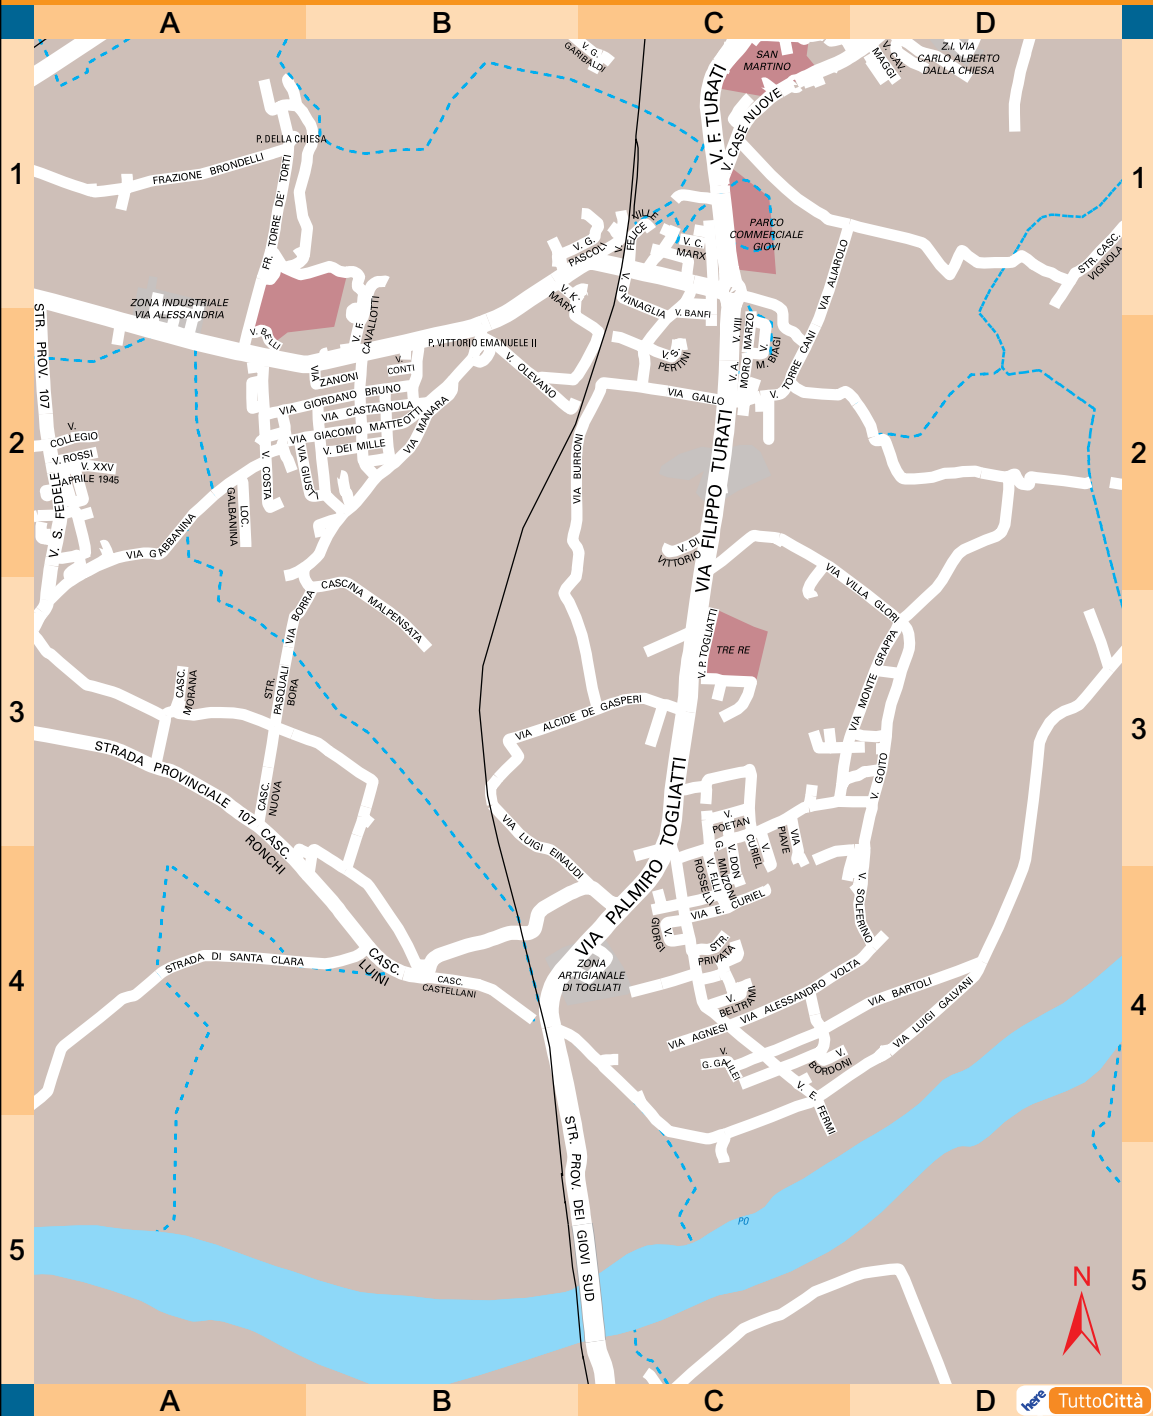 A B C D
V. G.
GARIBALDI
SAN
MARTINO
V. CAV.
MAGGI
Z.I. VIA
CARLO ALBERTO
DALLA CHIESA
V. F. TURATI
V. CASE NUOVE
P. DELLA CHIESA
1
1
FRAZIONE BRONDELLI
FR. TORRE DE' TORTI
V. G.
PASCOLI
V. FELICE
V. C.
MARX
PARCO
COMMERCIALE
GIOVI
VIA ALIAROLO
STR. CASC.
VIGNOLA
ZONA INDUSTRIALE
VIA ALESSANDRIA
V. K.
MARX
V. GHINAGLIA
V. BANFI
STR. PROV. 107
V. BELLI
V. F.
CAVALLOTTI
P. VITTORIO EMANUELE II
V. VIII
MARZO
V. A.
MORO
V.
M. BIAGI
V. S.
PERTINI
V. TORRE CANI
VIA ZANONI
V.
CONTI
V. OLEVANO
VIA GIORDANO BRUNO
VIA CASTAGNOLA
VIA GIACOMO MATTEOTTI
V. DEI MILLE
VIA MANARA
VIA GALLO
2
2
V.
COLLEGIO
V. ROSSI
V. XXV
APRILE 1945
V. S. FEDELE
V. COSTA
VIA GIUSTI
LOC.
GALBANINA
VIA GABBANINA
VIA BURRONI
VIA FILIPPO TURATI
V. DI
VITTORIO
CASCINA MALPENSATA
VIA BORRA
VIA VILLA GLORI
V. P. TOGLIATTI
TRE RE
VIA MONTE GRAPPA
3
3
CASC.
MORANA
STR.
PASQUALI
BORA
VIA ALCIDE DE GASPERI
STRADA PROVINCIALE 107 CASC.
RONCHI
CASC.
NUOVA
V. GOITO
VIA LUIGI EINAUDI
VIA PALMIRO TOGLIATTI
V.
POETAN
V. CURIEL
VIA
PIAVE
V. DON
G. MINZONI
V. F.LLI
ROSSELLI
VIA E. CURIEL
V. SOLFERINO
V.
GIORGI
STR.
PRIVATA
STRADA DI SANTA CLARA
CASC.
LUINI
CASC.
CASTELLANI
ZONA
ARTIGIANALE
DI TOGLIATI
4
4
V.
BELTRAMI
VIA AGNESI
VIA ALESSANDRO VOLTA
VIA BARTOLI
VIA LUIGI GALVANI
V.
G. GALILEI
V.
BORDONI
V. E. FERMI
STR. PROV. DEI GIOVI SUD
PO
5
5
N
A B C D
here
TuttoCittà